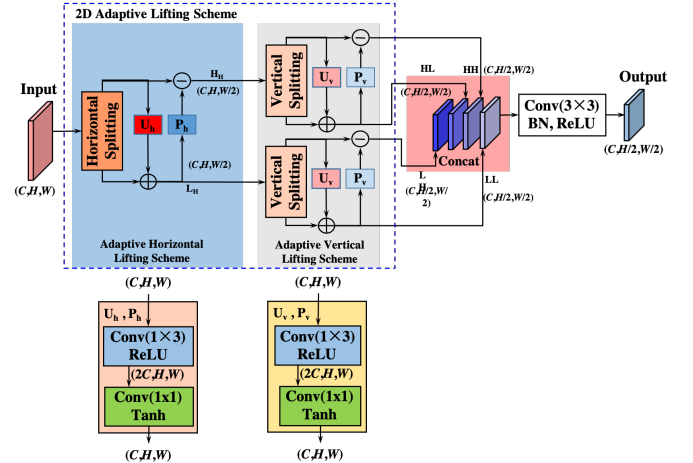 2D Adaptive Lifting Scheme
Input
(C,H,W)
Horizontal
Splitting
U_h
P_h
H_H
(C,H,W/2)
(C,H,W/2)
L_H
Adaptive Horizontal
Lifting Scheme
Vertical
Splitting
U_v
P_v
Vertical
Splitting
U_v
P_v
Adaptive Vertical
Lifting Scheme
HL
(C,H/2,W/2)
HH
(C,H/2,W/2)
Concat
L
H
(C,H/2,W/
2)
LL
(C,H/2,W/2)
Conv(3×3)
BN, ReLU
Output
(C,H/2,W/2)
(C,H,W)
U_h , P_h
Conv(1×3)
ReLU
(2C,H,W)
Conv(1x1)
Tanh
(C,H,W)
(C,H,W)
U_v , P_v
Conv(1×3)
ReLU
(2C,H,W)
Conv(1x1)
Tanh
(C,H,W)